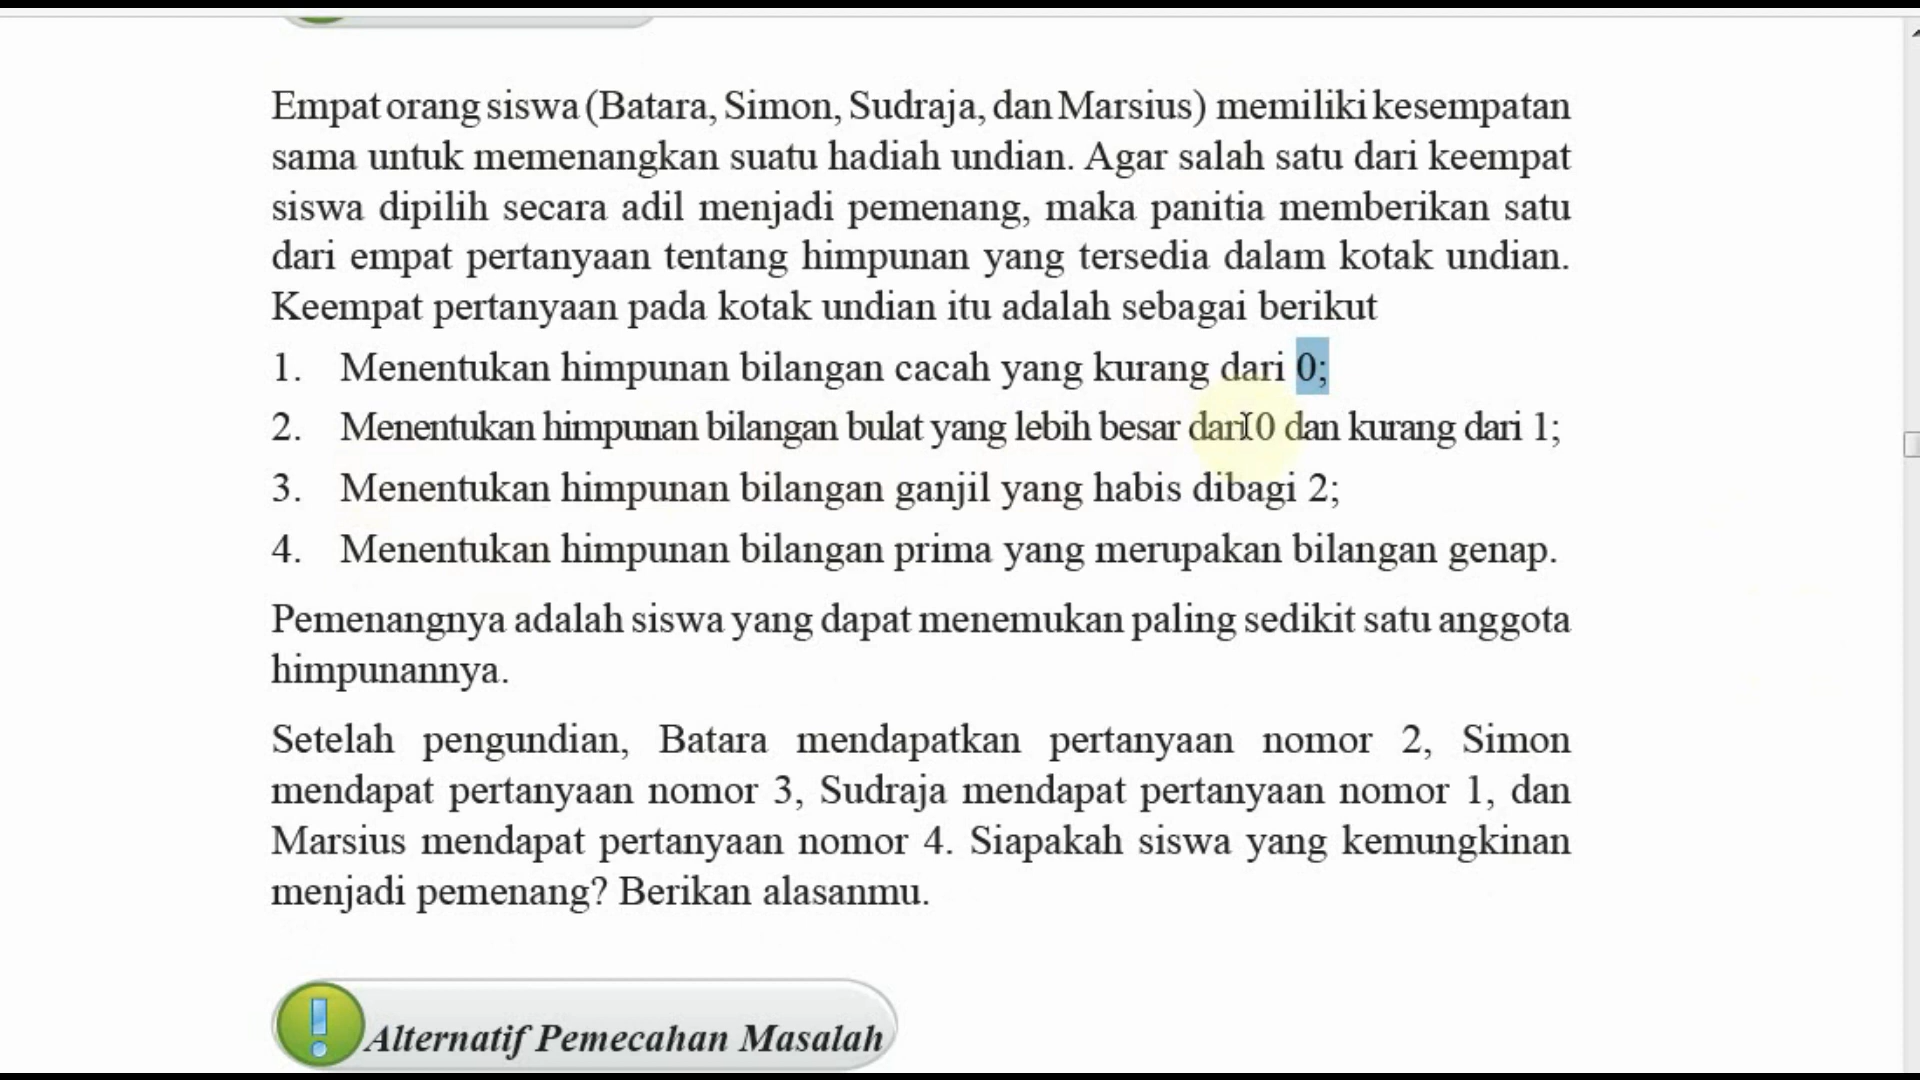 Empat orang siswa (Batara, Simon, Sudraja, dan Marsius) memiliki kesempatan
sama untuk memenangkan suatu hadiah undian. Agar salah satu dari keempat
siswa dipilih secara adil menjadi pemenang, maka panitia memberikan satu
dari empat pertanyaan tentang himpunan yang tersedia dalam kotak undian.
Keempat pertanyaan pada kotak undian itu adalah sebagai berikut
1. Menentukan himpunan bilangan cacah yang kurang dari 0;
2. Menentukan himpunan bilangan bulat yang lebih besar dari 0 dan kurang dari 1;
3. Menentukan himpunan bilangan ganjil yang habis dibagi 2;
4. Menentukan himpunan bilangan prima yang merupakan bilangan genap.
Pemenangnya adalah siswa yang dapat menemukan paling sedikit satu anggota
himpunannya.
Setelah pengundian, Batara mendapatkan pertanyaan nomor 2, Simon
mendapat pertanyaan nomor 3, Sudraja mendapat pertanyaan nomor 1, dan
Marsius mendapat pertanyaan nomor 4. Siapakah siswa yang kemungkinan
menjadi pemenang? Berikan alasanmu.
Alternatif Pemecahan Masalah